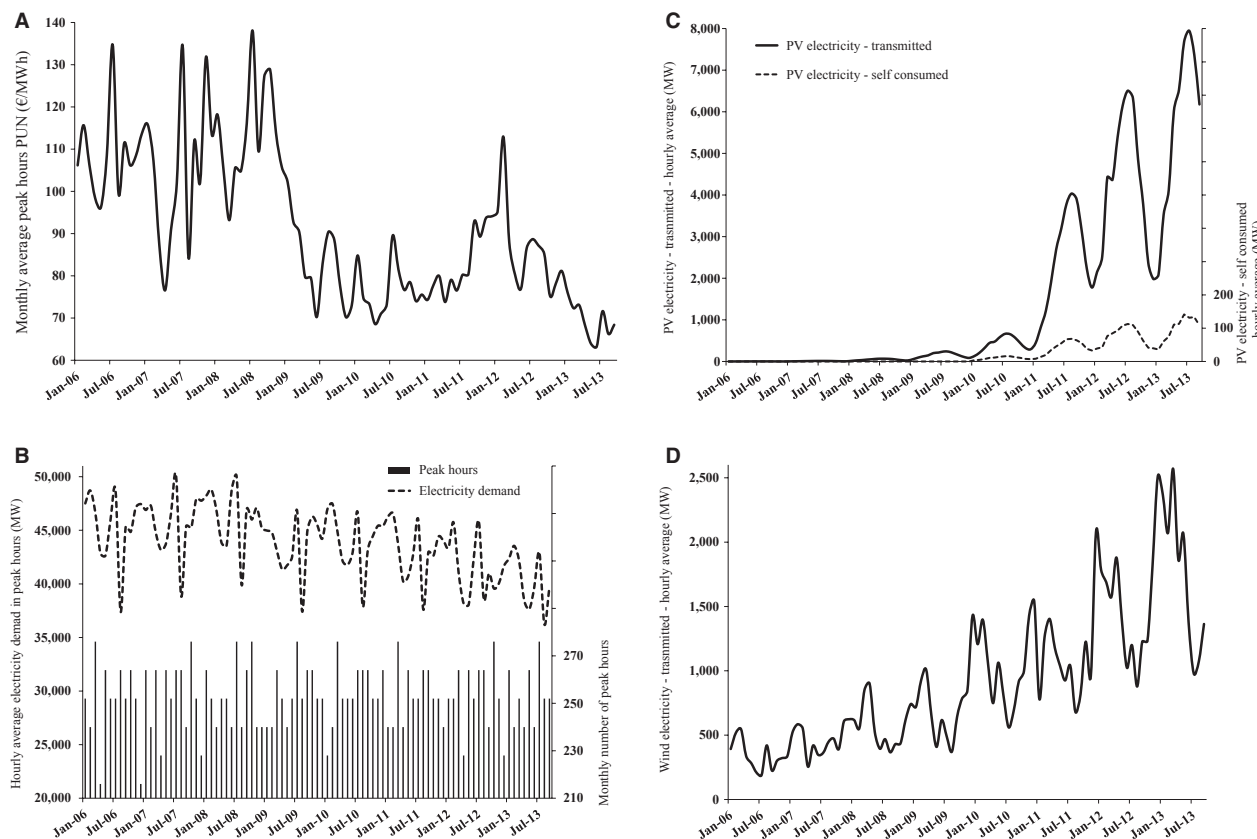 A
Monthly average peak hours PUN (€/MWh)
140
130
120
110
100
90
80
70
60
Jan-06
Jul-06
Jan-07
Jul-07
Jan-08
Jul-08
Jan-09
Jul-09
Jan-10
Jul-10
Jan-11
Jul-11
Jan-12
Jul-12
Jan-13
Jul-13
C
PV electricity - transmitted
PV electricity - self consumed
PV electricity - trasnmitted - hourly average (MW)
8,000
7,000
6,000
5,000
4,000
3,000
2,000
1,000
0
200
100
0
PV electricity - self consumed
hourly average (MW)
Jan-06
Jul-06
Jan-07
Jul-07
Jan-08
Jul-08
Jan-09
Jul-09
Jan-10
Jul-10
Jan-11
Jul-11
Jan-12
Jul-12
Jan-13
Jul-13
B
Peak hours
Electricity demand
Hourly average electricity demad in peak hours (MW)
50,000
45,000
40,000
35,000
30,000
25,000
20,000
270
250
230
210
Monthly number of peak hours
Jan-06
Jul-06
Jan-07
Jul-07
Jan-08
Jul-08
Jan-09
Jul-09
Jan-10
Jul-10
Jan-11
Jul-11
Jan-12
Jul-12
Jan-13
Jul-13
D
Wind electricity - trasnmitted - hourly average (MW)
2,500
2,000
1,500
1,000
500
0
Jan-06
Jul-06
Jan-07
Jul-07
Jan-08
Jul-08
Jan-09
Jul-09
Jan-10
Jul-10
Jan-11
Jul-11
Jan-12
Jul-12
Jan-13
Jul-13